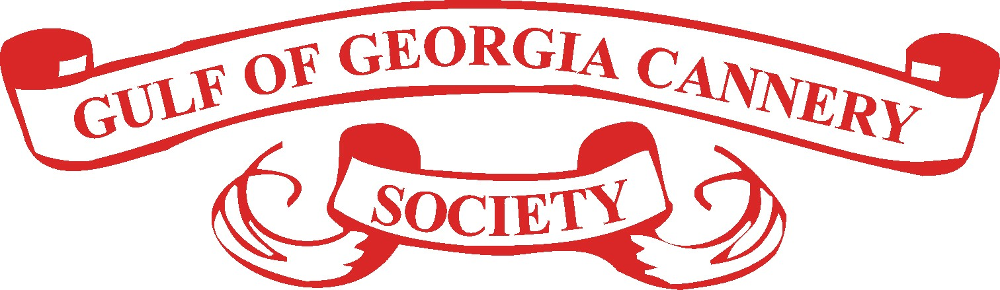 GULF OF GEORGIA CANNERY
SOCIETY